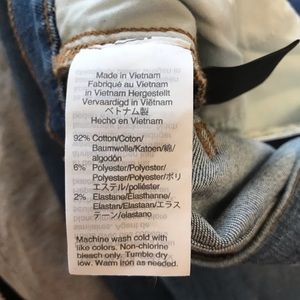 Made in Vietnam
Fabriqué au Vietnam
in Vietnam Hergestellt
Vervaardigd in Viëtnam
ベトナム製
Hecho en Vietnam
92% Cotton/Coton/
Baumwolle/Katoen/綿/
algodón
6% Polyester/Polyester/
Polyester/Polyester/ポリ
エステル/poliéster
2% Elastane/Élasthanne/
Elastan/Elastaan/エラス
テーン/elastano
Machine wash cold with
like colors. Non-chlorine
bleach only. Tumble dry
low. Warm iron as needed.